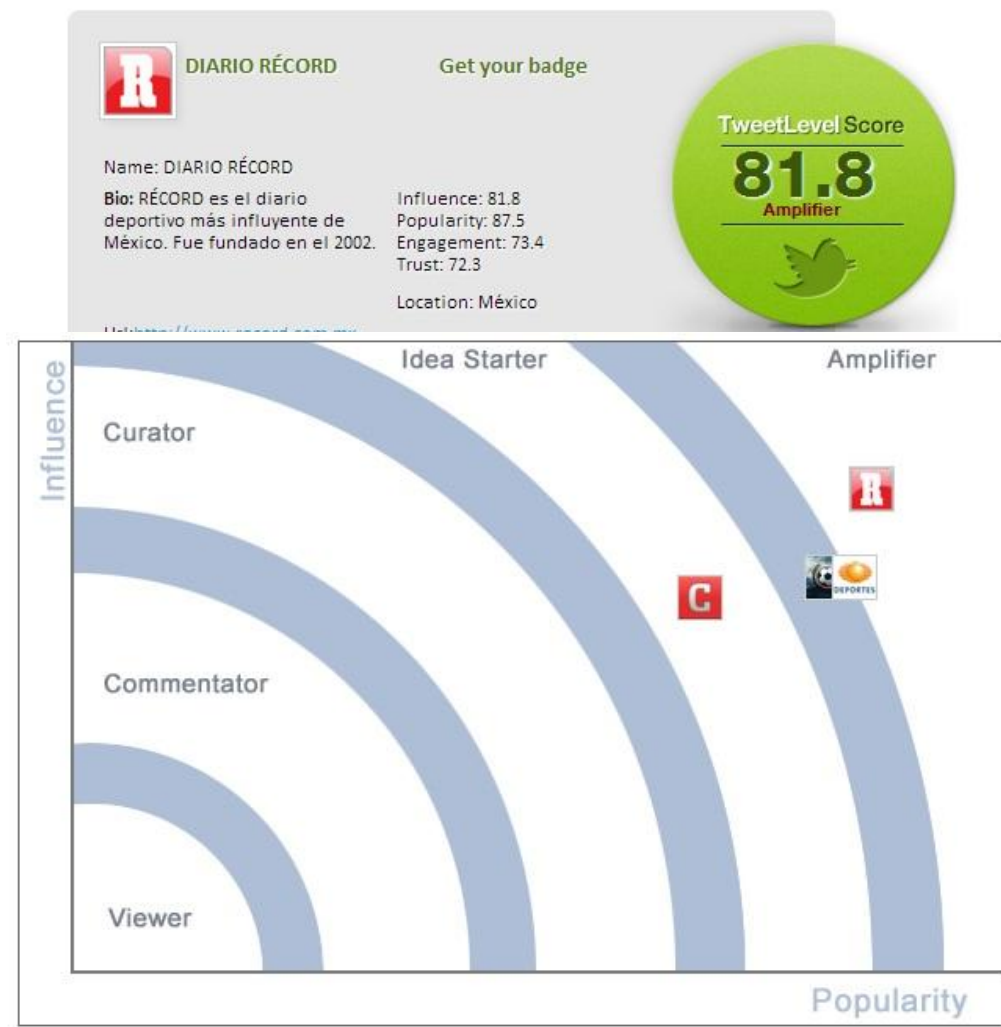 R
DIARIO RÉCORD
Get your badge
TweetLevel Score
81.8
Amplifier
Name: DIARIO RÉCORD
Bio: RÉCORD es el diario
deportivo más influyente de
México. Fue fundado en el 2002.
Influence: 81.8
Popularity: 87.5
Engagement: 73.4
Trust: 72.3
Location: México
Influence
Idea Starter
Amplifier
Curator
R
DEPORTES
C
Commentator
Viewer
Popularity